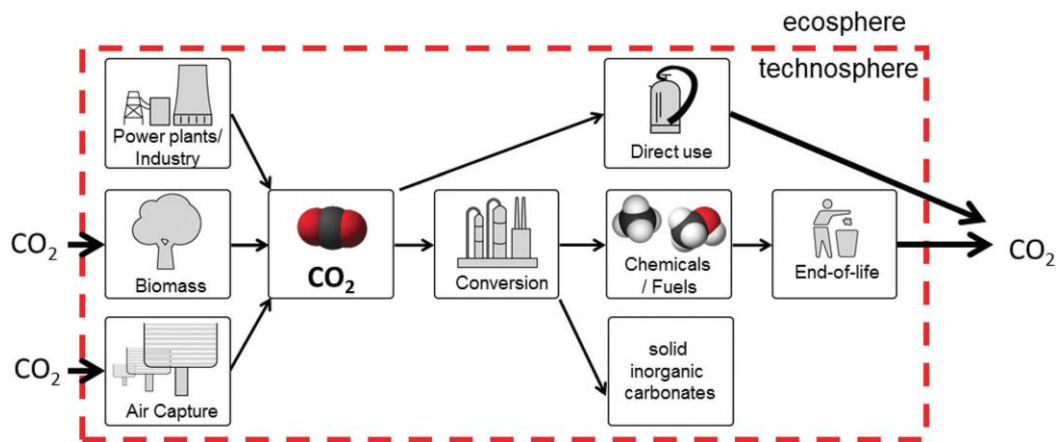 ecosphere
technosphere
Power plants/
Industry
Direct use
CO₂
Biomass
CO₂
Conversion
Chemicals
/ Fuels
End-of-life
CO₂
CO₂
Air Capture
solid
inorganic
carbonates